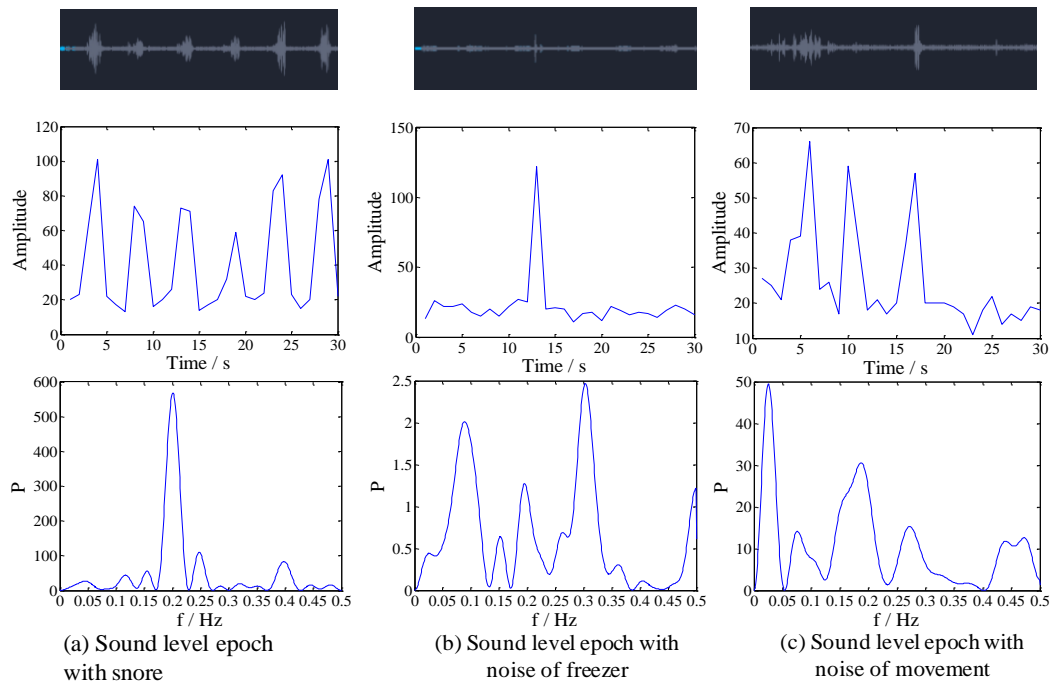 120
100
80
60
40
20
0
Amplitude
0 5 10 15 20 25 30
Time / s
150
100
50
0
Amplitude
0 5 10 15 20 25 30
Time / s
70
60
50
40
30
20
10
Amplitude
0 5 10 15 20 25 30
Time / s
600
500
400
300
200
100
0
P
0 0.05 0.1 0.15 0.2 0.25 0.3 0.35 0.4 0.45 0.5
f / Hz
2.5
2
1.5
1
0.5
0
P
0 0.05 0.1 0.15 0.2 0.25 0.3 0.35 0.4 0.45 0.5
f / Hz
50
40
30
20
10
0
P
0 0.05 0.1 0.15 0.2 0.25 0.3 0.35 0.4 0.45 0.5
f / Hz
(a) Sound level epoch
with snore
(b) Sound level epoch with
noise of freezer
(c) Sound level epoch with
noise of movement